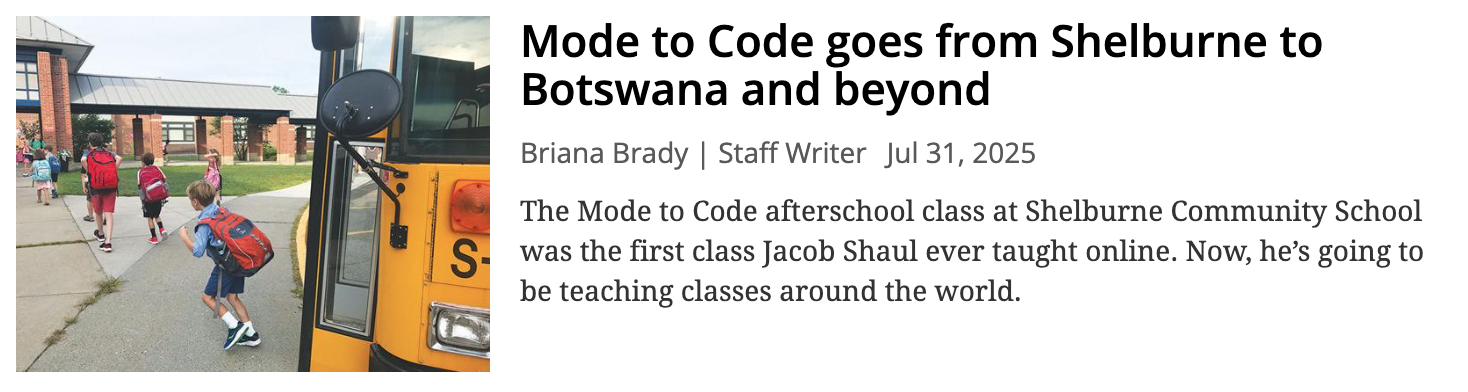 Mode to Code goes from Shelburne to
Botswana and beyond
Briana Brady | Staff Writer Jul 31, 2025
The Mode to Code afterschool class at Shelburne Community School
was the first class Jacob Shaul ever taught online. Now, he’s going to
be teaching classes around the world.
S-